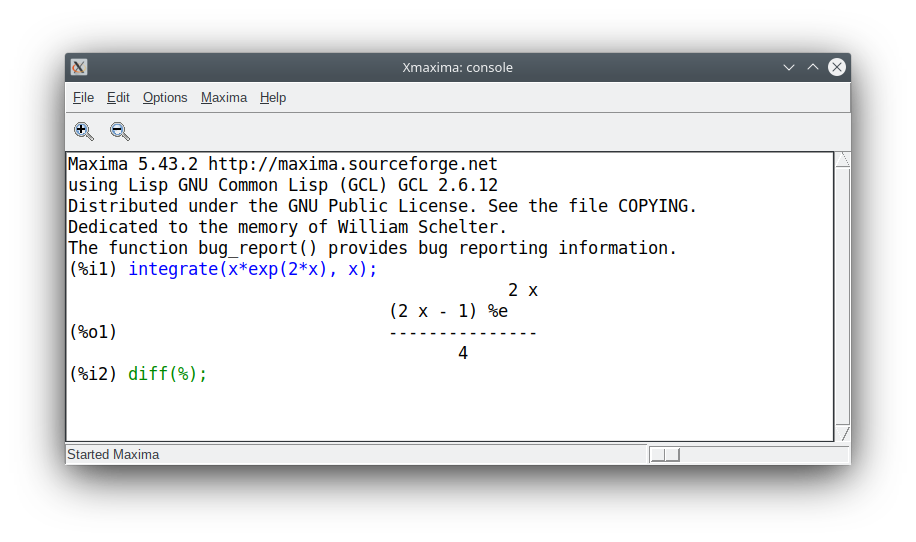 Xmaxima: console
File Edit Options Maxima Help
Maxima 5.43.2 http://maxima.sourceforge.net
using Lisp GNU Common Lisp (GCL) GCL 2.6.12
Distributed under the GNU Public License. See the file COPYING.
Dedicated to the memory of William Schelter.
The function bug_report() provides bug reporting information.
(%i1) integrate(x*exp(2*x), x);
2 x
(2 x - 1) %e
(%o1) ---------------
4
(%i2) diff(%);
Started Maxima